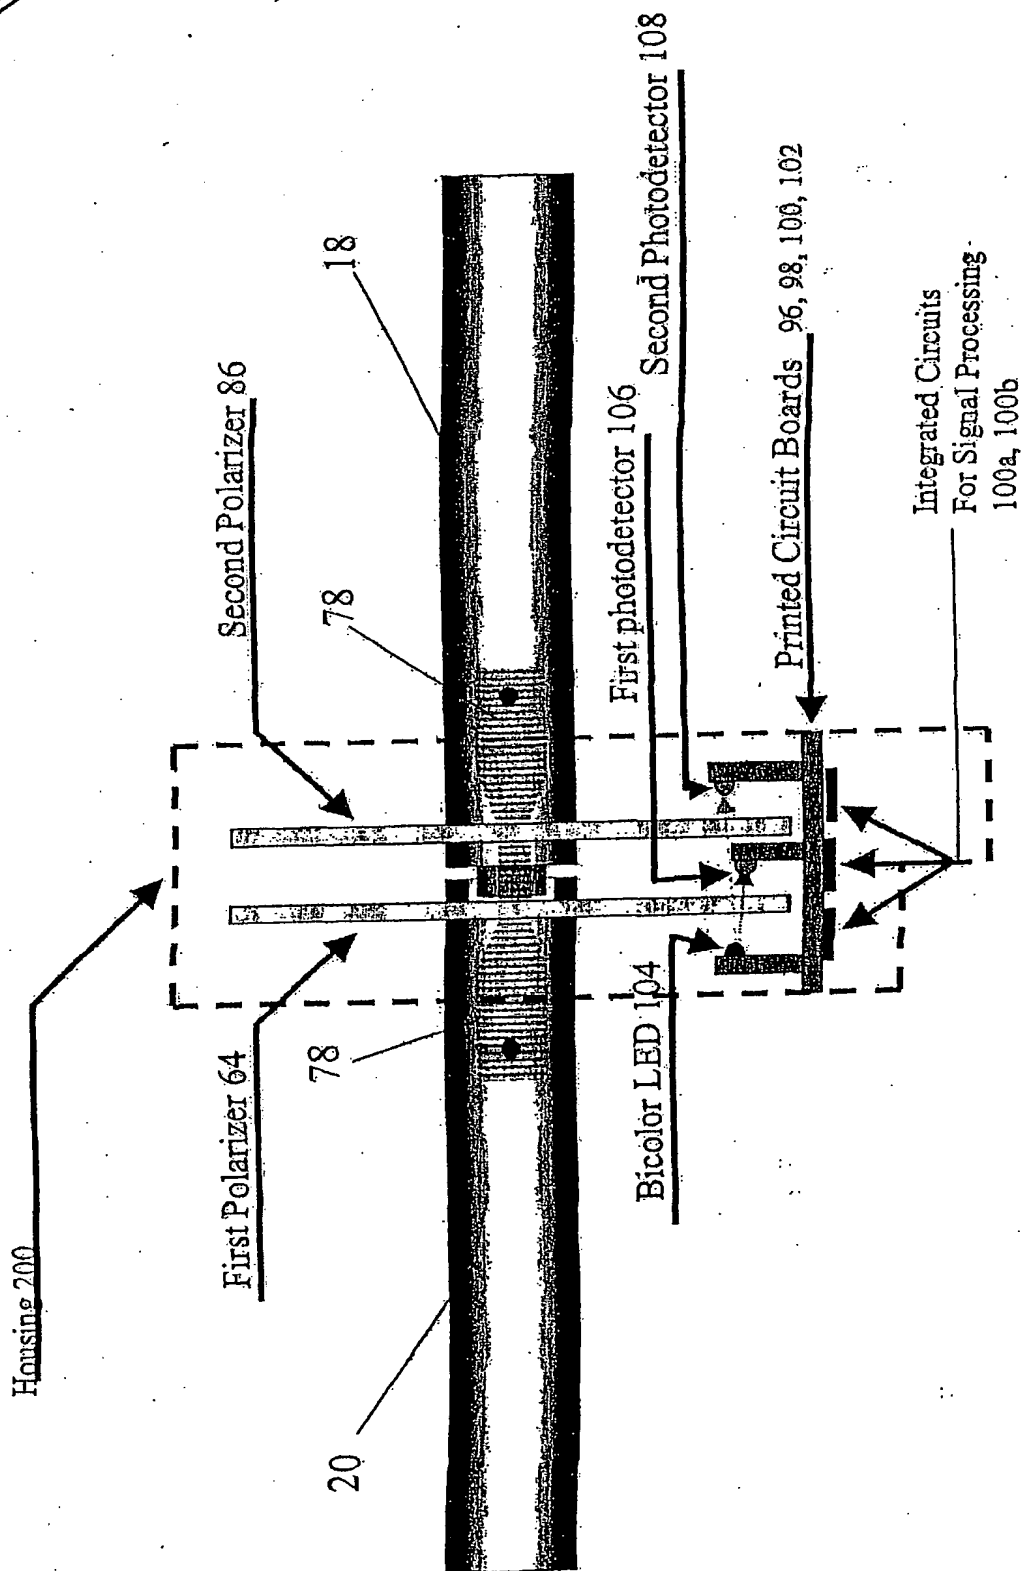 Housing 200
First Polarizer 64
Second Polarizer 86
78
78
18
20
Bicolor LED 104
First photodetector 106
Second Photodetector 108
Printed Circuit Boards 96, 98, 100, 102
Integrated Circuits
For Signal Processing-
100a, 100b